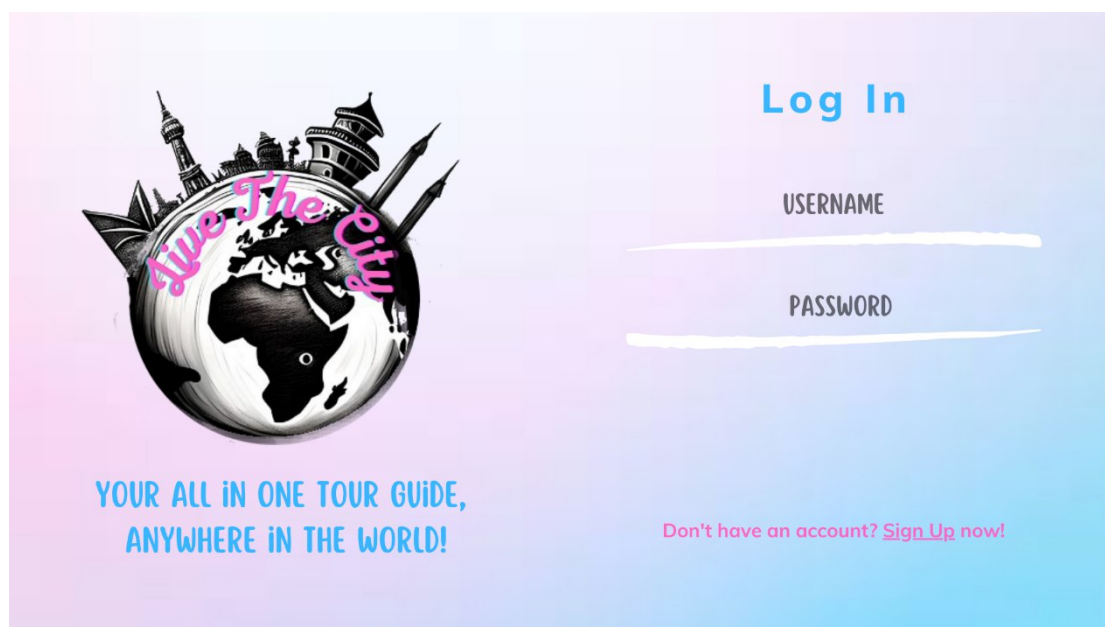 Live The City
YOUR ALL iN ONE TOUR GUiDE,
ANYWHERE iN THE WORLD!
Log In
USERNAME
PASSWORD
Don't have an account? Sign Up now!